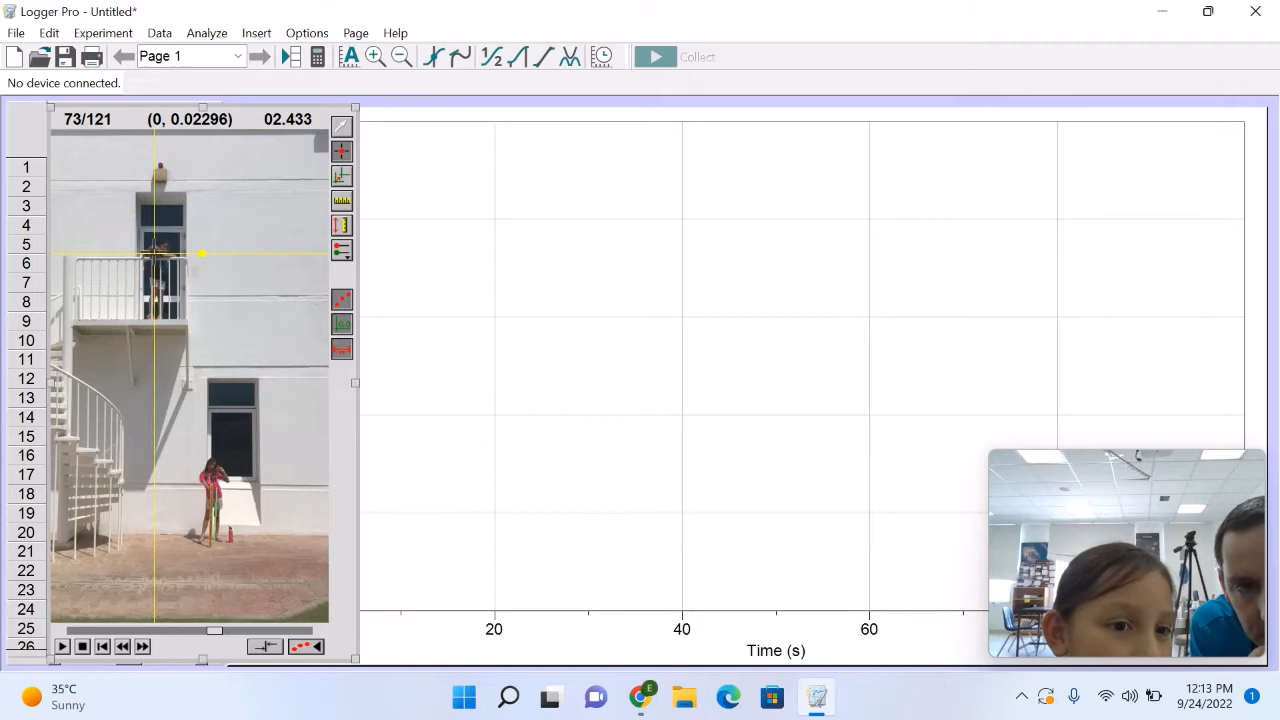 Logger Pro - Untitled*
File Edit Experiment Data Analyze Insert Options Page Help
Page 1
Collect
No device connected.
73/121 (0, 0.02296) 02.433
1
2
3
4
5
6
7
8
9
10
11
12
13
14
15
16
17
18
19
20
21
22
23
24
25
26
20 40 60
Time (s)
35°C
Sunny
E
12:13 PM
9/24/2022
1